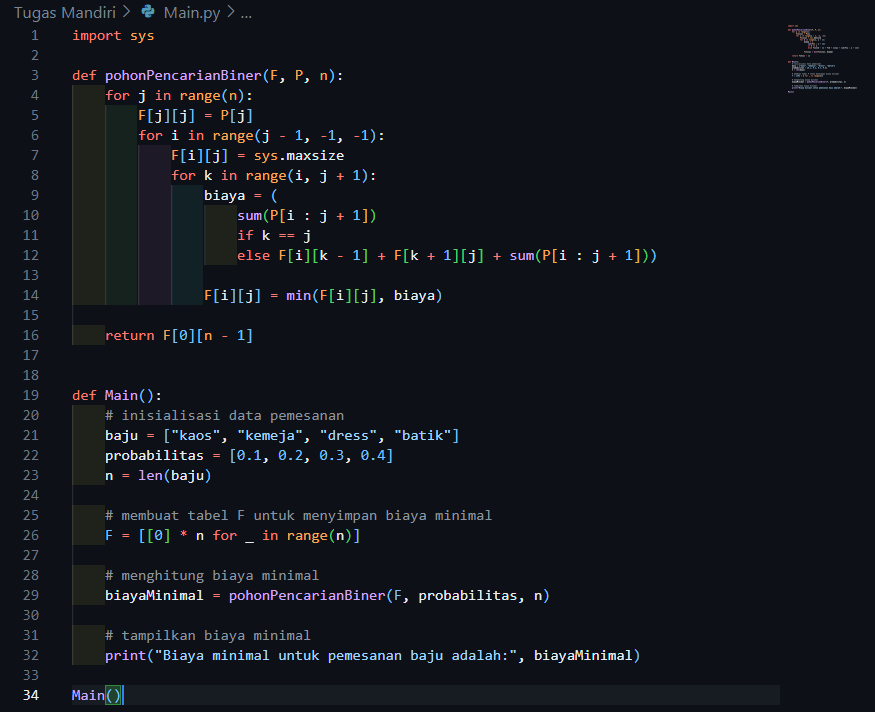 Tugas Mandiri > Main.py > ...
1 import sys
2
3 def pohonPencarianBiner(F, P, n):
4     for j in range(n):
5         F[j][j] = P[j]
6         for i in range(j - 1, -1, -1):
7             F[i][j] = sys.maxsize
8             for k in range(i, j + 1):
9                 biaya = (
10                     sum(P[i : j + 1])
11                     if k == j
12                     else F[i][k - 1] + F[k + 1][j] + sum(P[i : j + 1]))
13
14                 F[i][j] = min(F[i][j], biaya)
15
16     return F[0][n - 1]
17
18
19 def Main():
20     # inisialisasi data pemesanan
21     baju = ["kaos", "kemeja", "dress", "batik"]
22     probabilitas = [0.1, 0.2, 0.3, 0.4]
23     n = len(baju)
24
25     # membuat tabel F untuk menyimpan biaya minimal
26     F = [[0] * n for _ in range(n)]
27
28     # menghitung biaya minimal
29     biayaMinimal = pohonPencarianBiner(F, probabilitas, n)
30
31     # tampilkan biaya minimal
32     print("Biaya minimal untuk pemesanan baju adalah:", biayaMinimal)
33
34 Main()